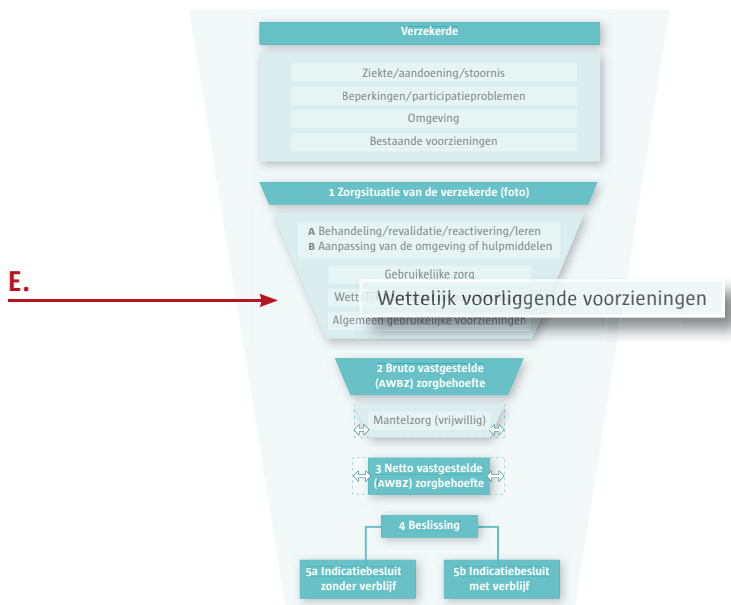 Verzekerde
Ziekte/aandoening/stoornis
Beperkingen/participatieproblemen
Omgeving
Bestaande voorzieningen
1 Zorgsituatie van de verzekerde (foto)
A Behandeling/revalidatie/reactivering/leren
B Aanpassing van de omgeving of hulpmiddelen
Gebruikelijke zorg
E.
Wettelijk voorliggende voorzieningen
Algemeen gebruikelijke voorzieningen
2 Bruto vastgestelde
(AWBZ) zorgbehoefte
Mantelzorg (vrijwillig)
3 Netto vastgestelde
(AWBZ) zorgbehoefte
4 Beslissing
5a Indicatiebesluit
zonder verblijf
5b Indicatiebesluit
met verblijf